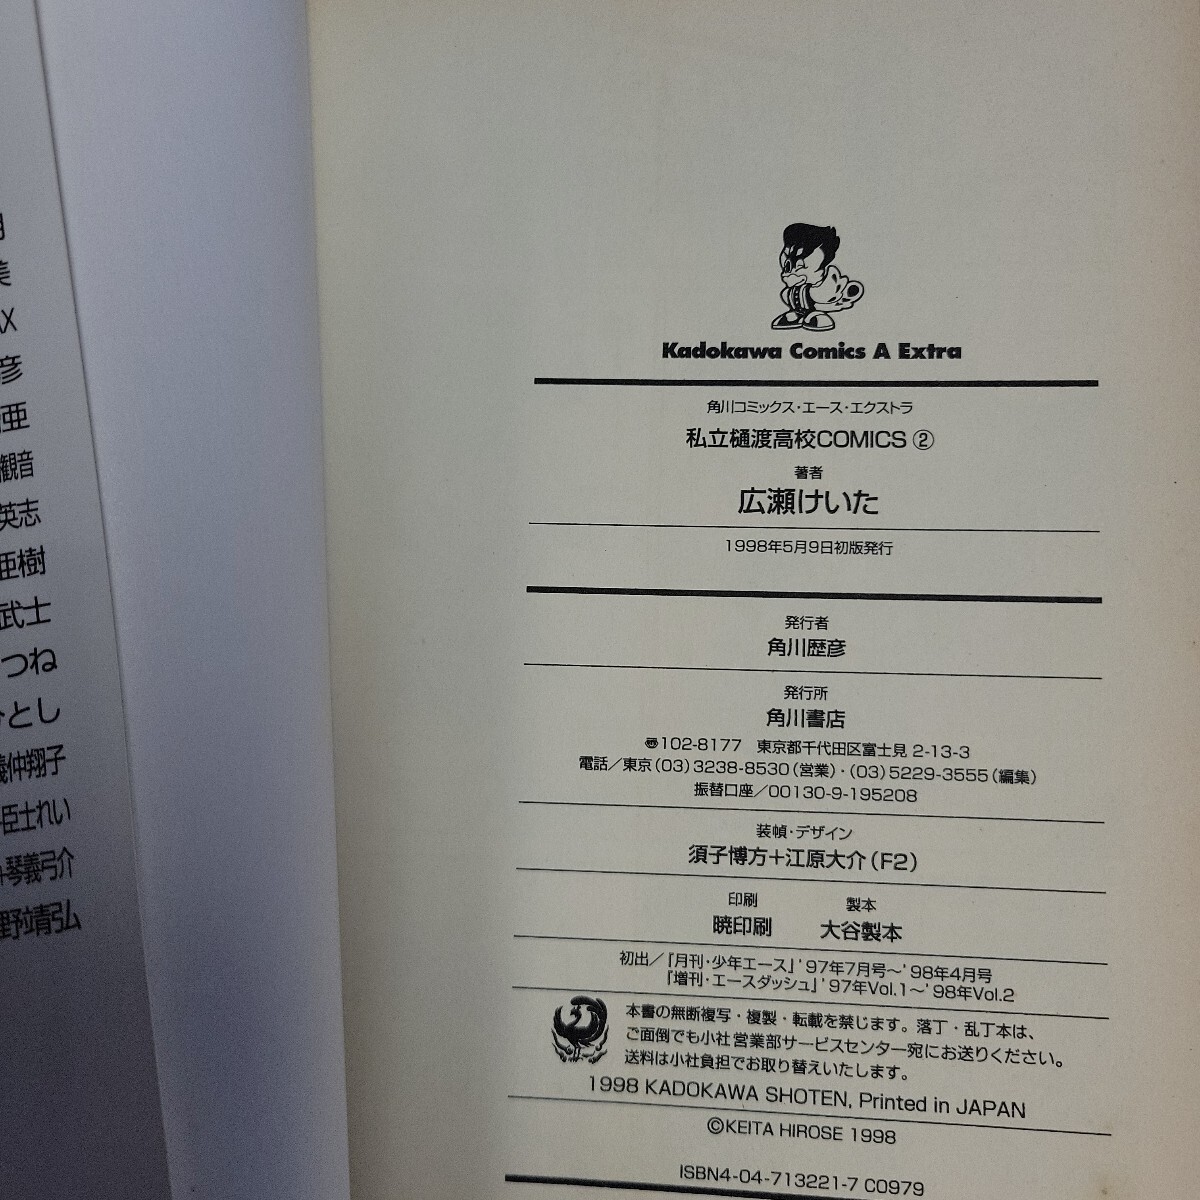 美
AX
彦
亜
観音
英志
亜樹
武士
つね
とし
義仲翔子
臣士れい
琴義弓介
野靖弘
Kadokawa Comics A Extra
角川コミックス・エース・エクストラ
私立樋渡高校COMICS②
著者
広瀬けいた
1998年5月9日初版発行
発行者
角川歴彦
発行所
角川書店
〠102-8177 東京都千代田区富士見2-13-3
電話／東京(03)3238-8530(営業)・(03)5229-3555(編集)
振替口座／00130-9-195208
装幀・デザイン
須子博方＋江原大介(F2)
印刷 製本
暁印刷 大谷製本
初出／『月刊・少年エース』'97年7月号〜'98年4月号
『増刊・エースダッシュ』'97年Vol.1〜'98年Vol.2
本書の無断複写・複製・転載を禁じます。落丁・乱丁本は、
ご面倒でも小社営業部サービスセンター宛にお送りください。
送料は小社負担でお取り替えいたします。
1998 KADOKAWA SHOTEN, Printed in JAPAN
©KEITA HIROSE 1998
ISBN4-04-713221-7 C0979